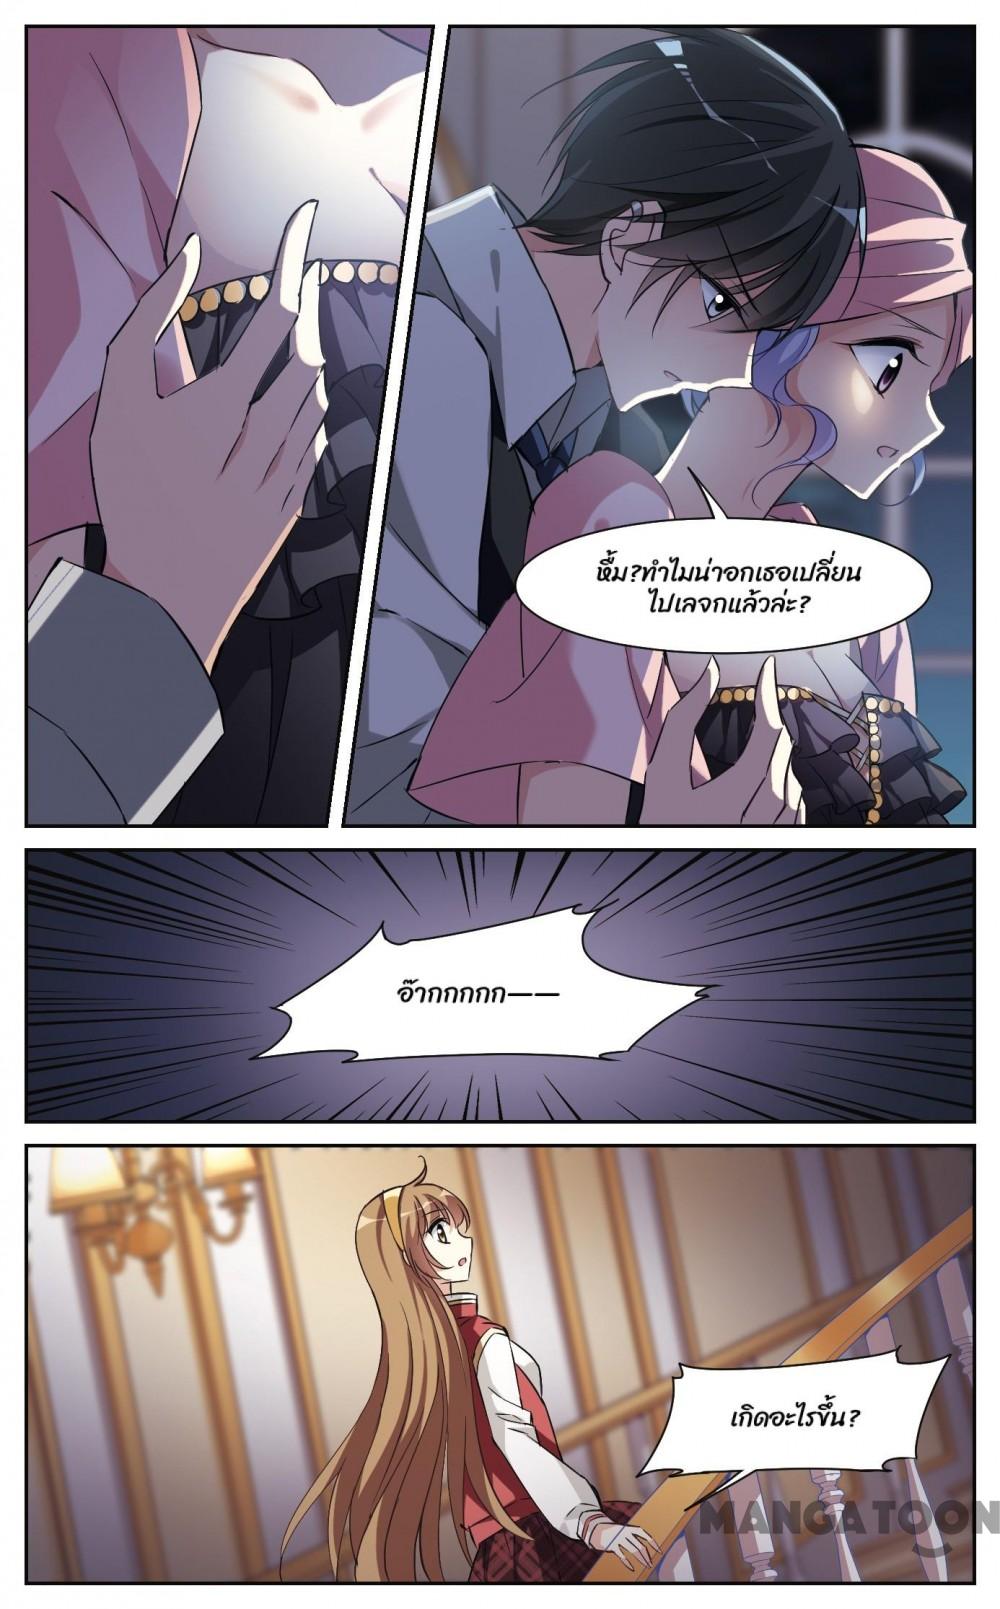 หื้ม?ทำไมน่าอกเธอเปลี่ยน
ไปเลจกแล้วล่ะ?
อ๊ากกกกก——
เกิดอะไรขึ้น?
MANGATOON